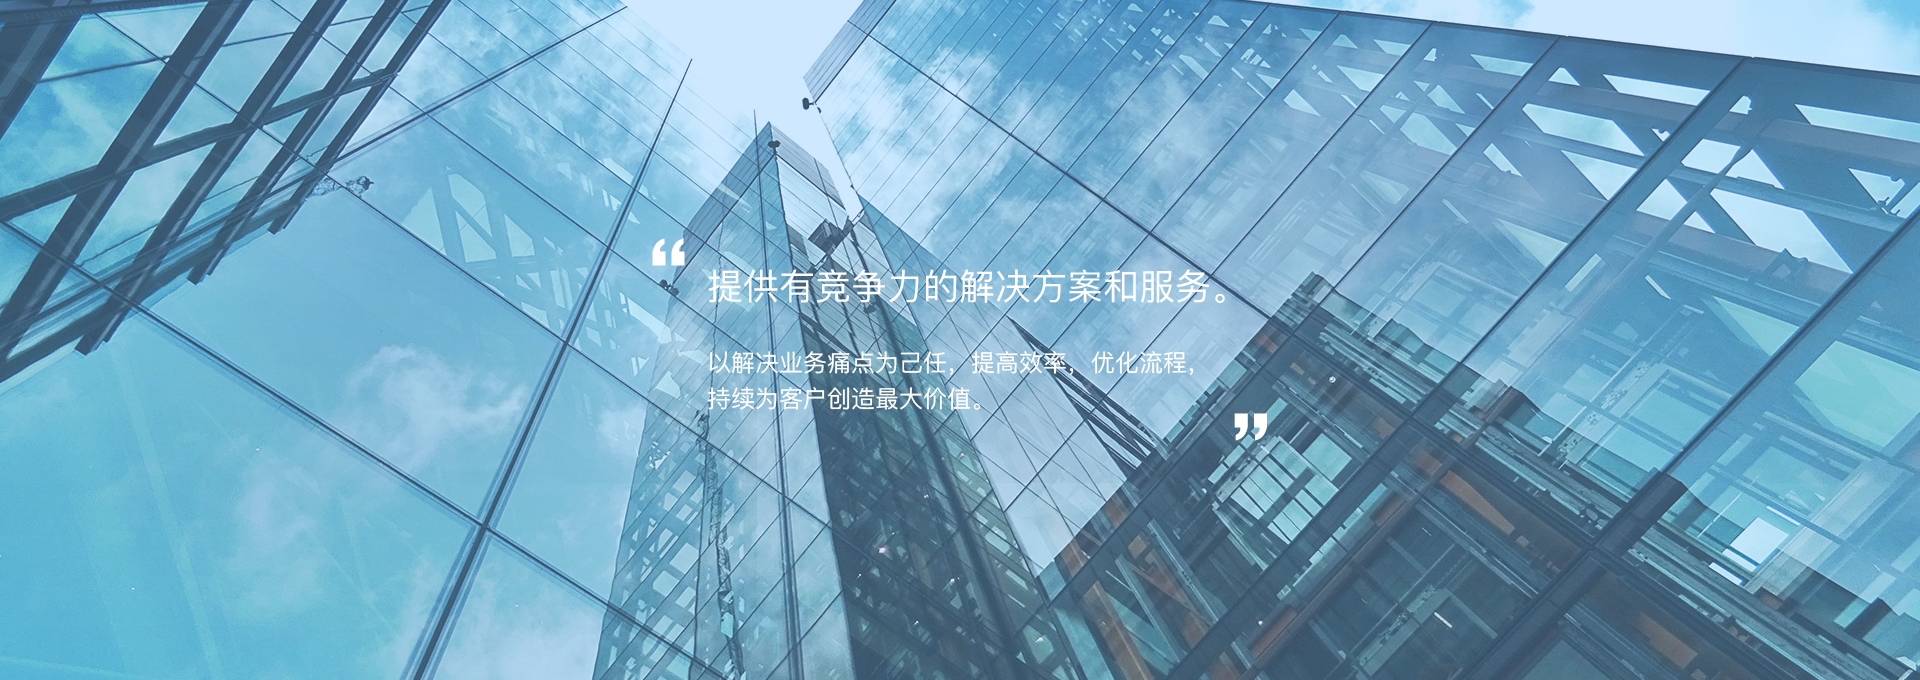 “
提供有竞争力的解决方案和服务。
以解决业务痛点为己任，提高效率，优化流程，
持续为客户创造最大价值。
”